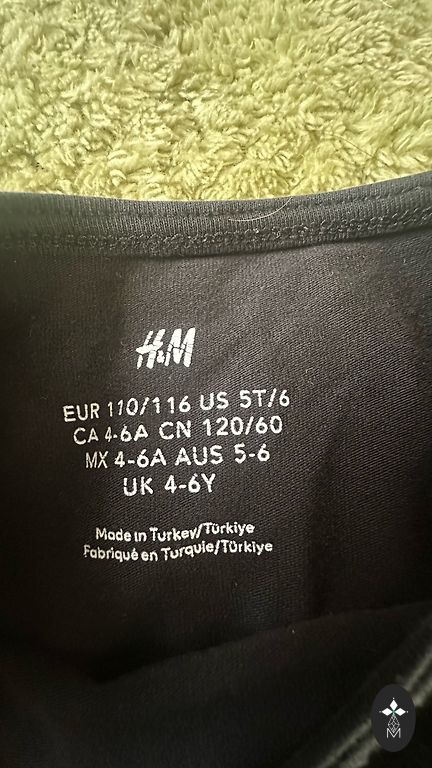 H&M
EUR 110/116 US 5T/6
CA 4-6A CN 120/60
MX 4-6A AUS 5-6
UK 4-6Y
Made in Turkey/Türkiye
Fabriqué en Turquie/Türkiye
M